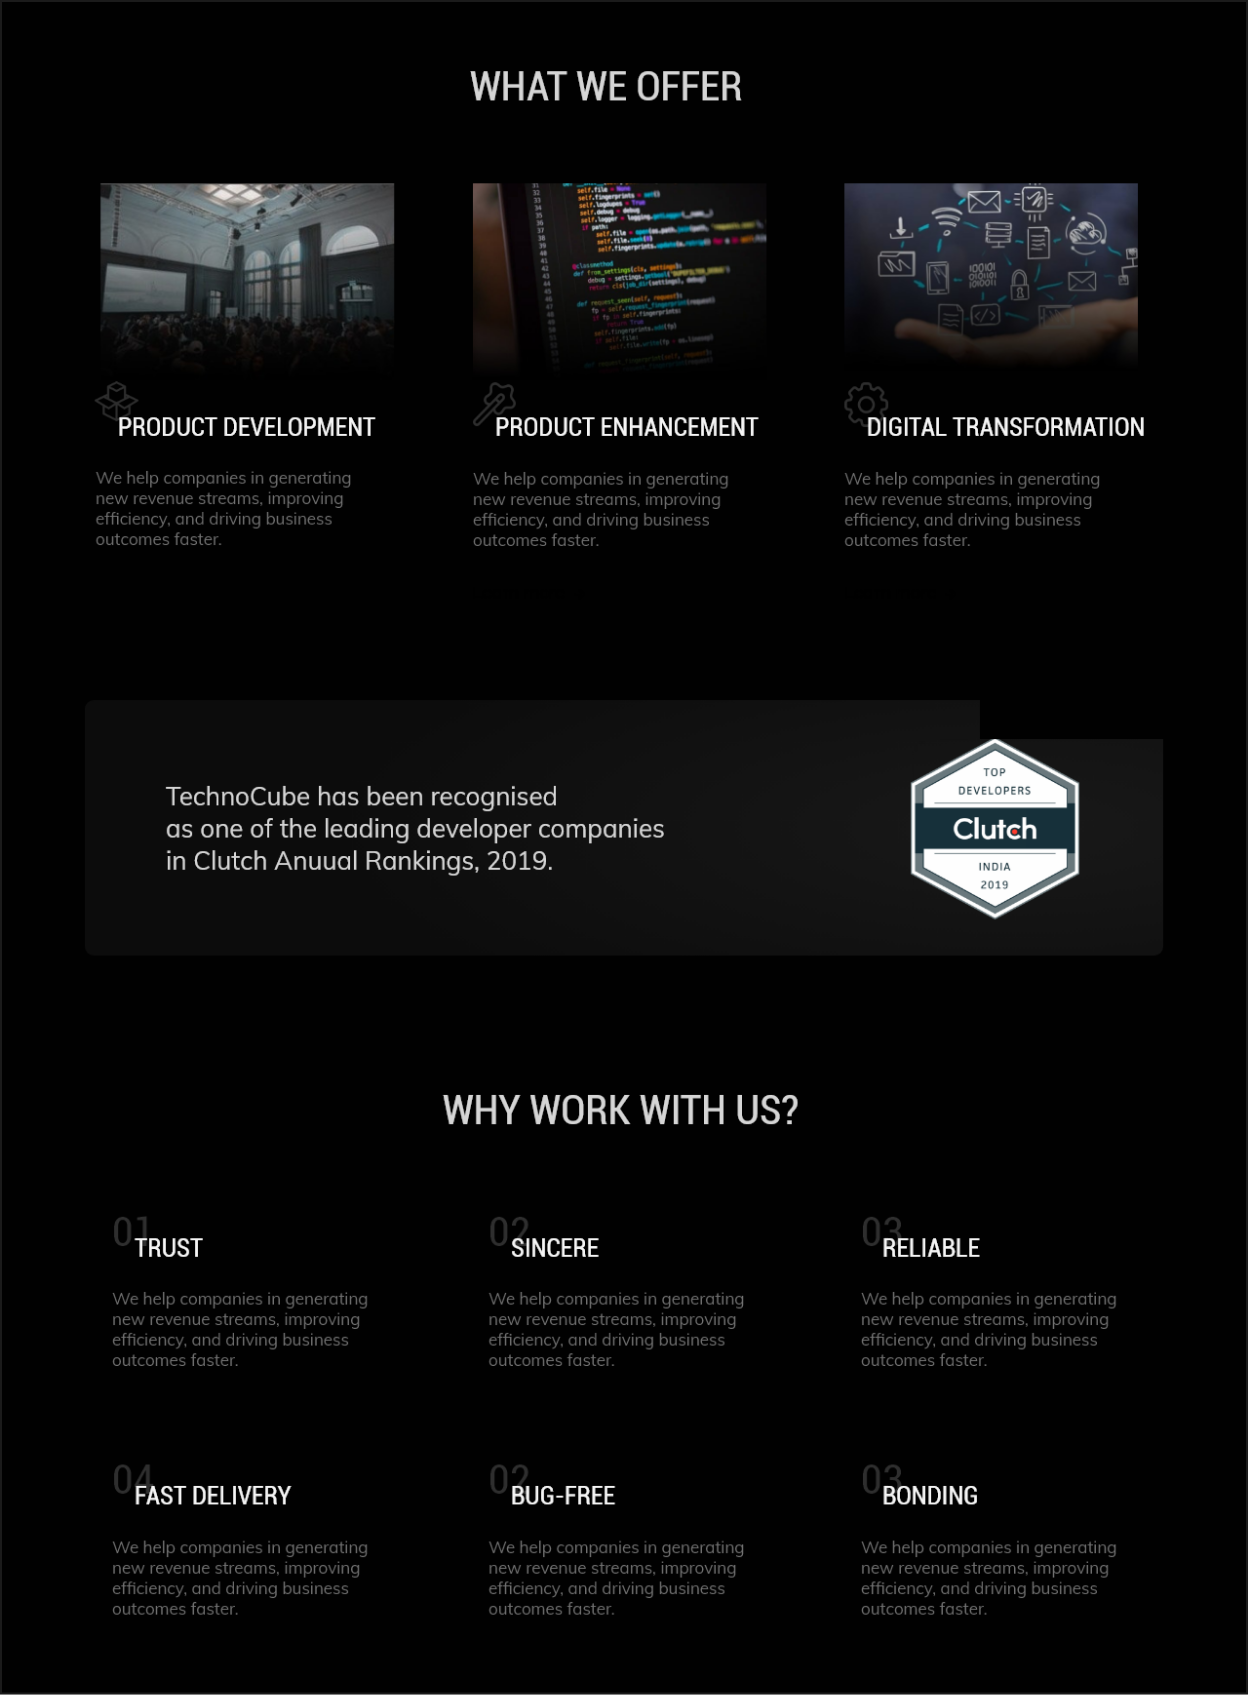 WHAT WE OFFER
PRODUCT DEVELOPMENT
We help companies in generating
new revenue streams, improving
efficiency, and driving business
outcomes faster.
PRODUCT ENHANCEMENT
We help companies in generating
new revenue streams, improving
efficiency, and driving business
outcomes faster.
DIGITAL TRANSFORMATION
We help companies in generating
new revenue streams, improving
efficiency, and driving business
outcomes faster.
TechnoCube has been recognised
as one of the leading developer companies
in Clutch Anuual Rankings, 2019.
TOP
DEVELOPERS
Clutch
INDIA
2019
WHY WORK WITH US?
01
TRUST
We help companies in generating
new revenue streams, improving
efficiency, and driving business
outcomes faster.
02
SINCERE
We help companies in generating
new revenue streams, improving
efficiency, and driving business
outcomes faster.
03
RELIABLE
We help companies in generating
new revenue streams, improving
efficiency, and driving business
outcomes faster.
04
FAST DELIVERY
We help companies in generating
new revenue streams, improving
efficiency, and driving business
outcomes faster.
02
BUG-FREE
We help companies in generating
new revenue streams, improving
efficiency, and driving business
outcomes faster.
03
BONDING
We help companies in generating
new revenue streams, improving
efficiency, and driving business
outcomes faster.